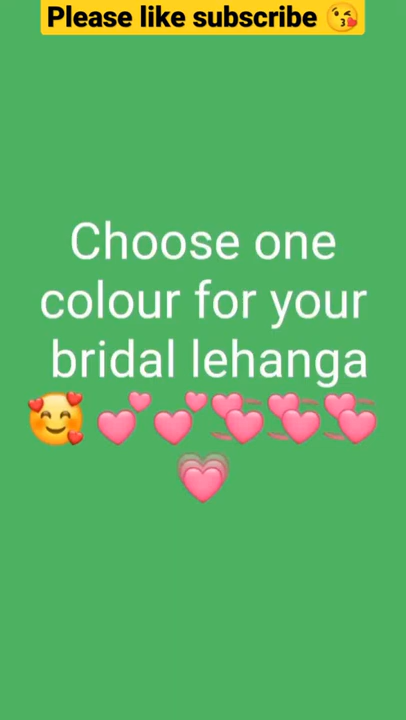 Please like subscribe 😘
Choose one
colour for your
bridal lehanga
🥰 💕 💕 💞 💞 💞
💗